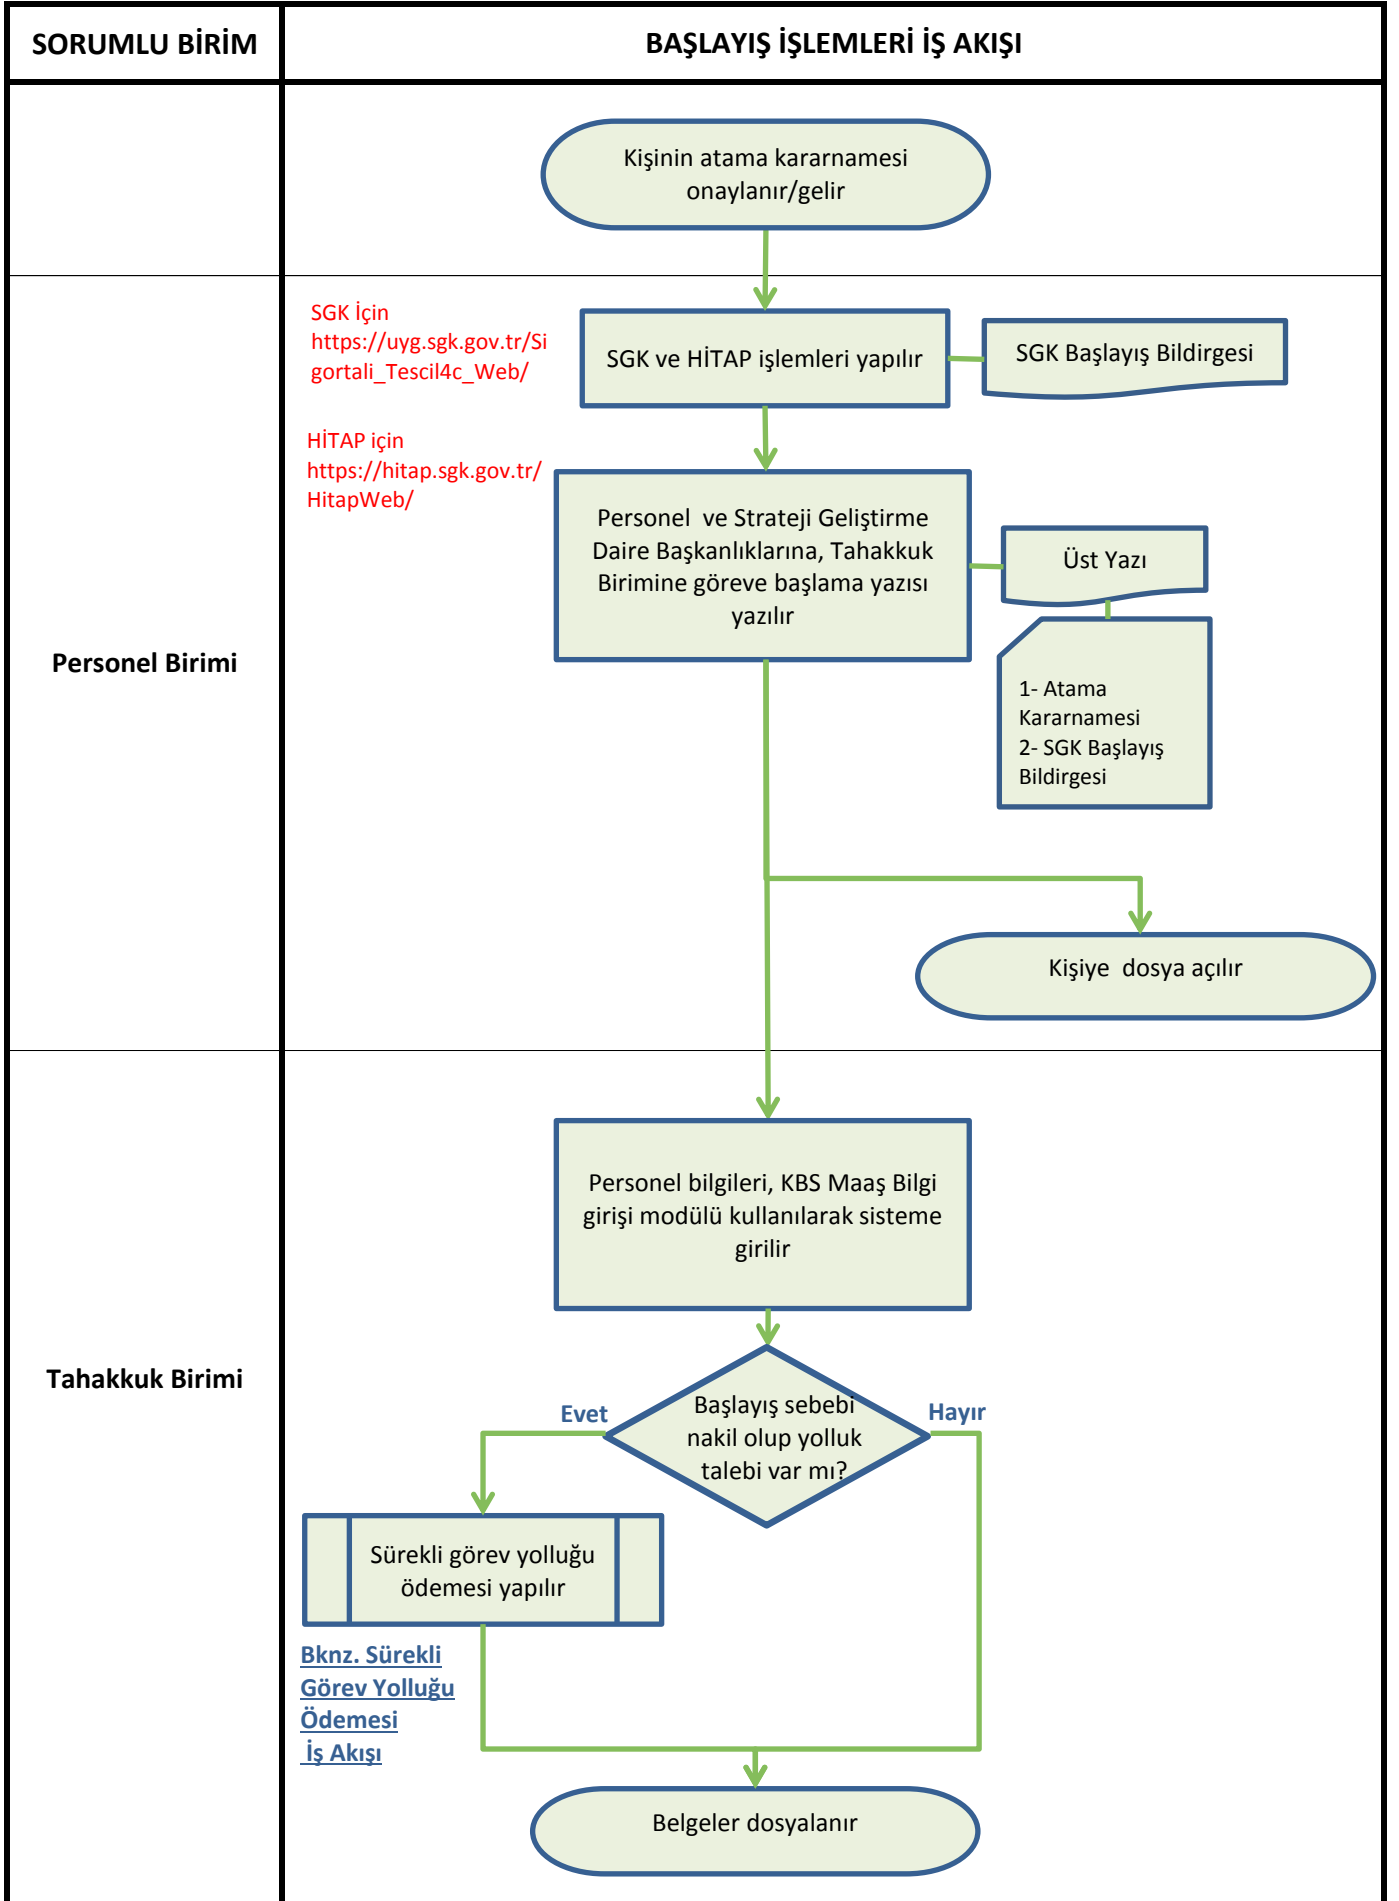 SORUMLU BİRİM
BAŞLAYIŞ İŞLEMLERİ İŞ AKIŞI
Kişinin atama kararnamesi
onaylanır/gelir
SGK İçin
https://uyg.sgk.gov.tr/Si
gortali_Tescil4c_Web/
SGK ve HİTAP işlemleri yapılır
SGK Başlayış Bildirgesi
HİTAP için
https://hitap.sgk.gov.tr/
HitapWeb/
Personel  ve Strateji Geliştirme
Daire Başkanlıklarına, Tahakkuk
Birimine göreve başlama yazısı
yazılır
Üst Yazı
1- Atama
Kararnamesi
2- SGK Başlayış
Bildirgesi
Personel Birimi
Kişiye  dosya açılır
Personel bilgileri, KBS Maaş Bilgi
girişi modülü kullanılarak sisteme
girilir
Tahakkuk Birimi
Başlayış sebebi
nakil olup yolluk
talebi var mı?
Evet
Hayır
Sürekli görev yolluğu
ödemesi yapılır
Bknz. Sürekli
Görev Yolluğu
Ödemesi
İş Akışı
Belgeler dosyalanır